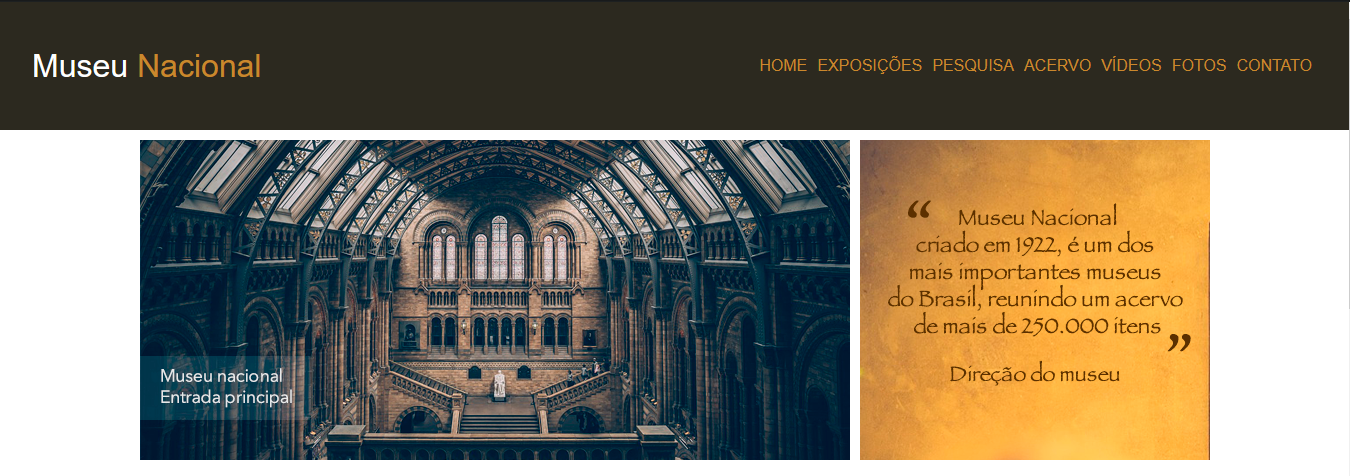 Museu Nacional
HOME EXPOSIÇÕES PESQUISA ACERVO VÍDEOS FOTOS CONTATO
Museu nacional
Entrada principal
“ Museu Nacional
criado em 1922, é um dos
mais importantes museus
do Brasil, reunindo um acervo
de mais de 250.000 itens ”
Direção do museu